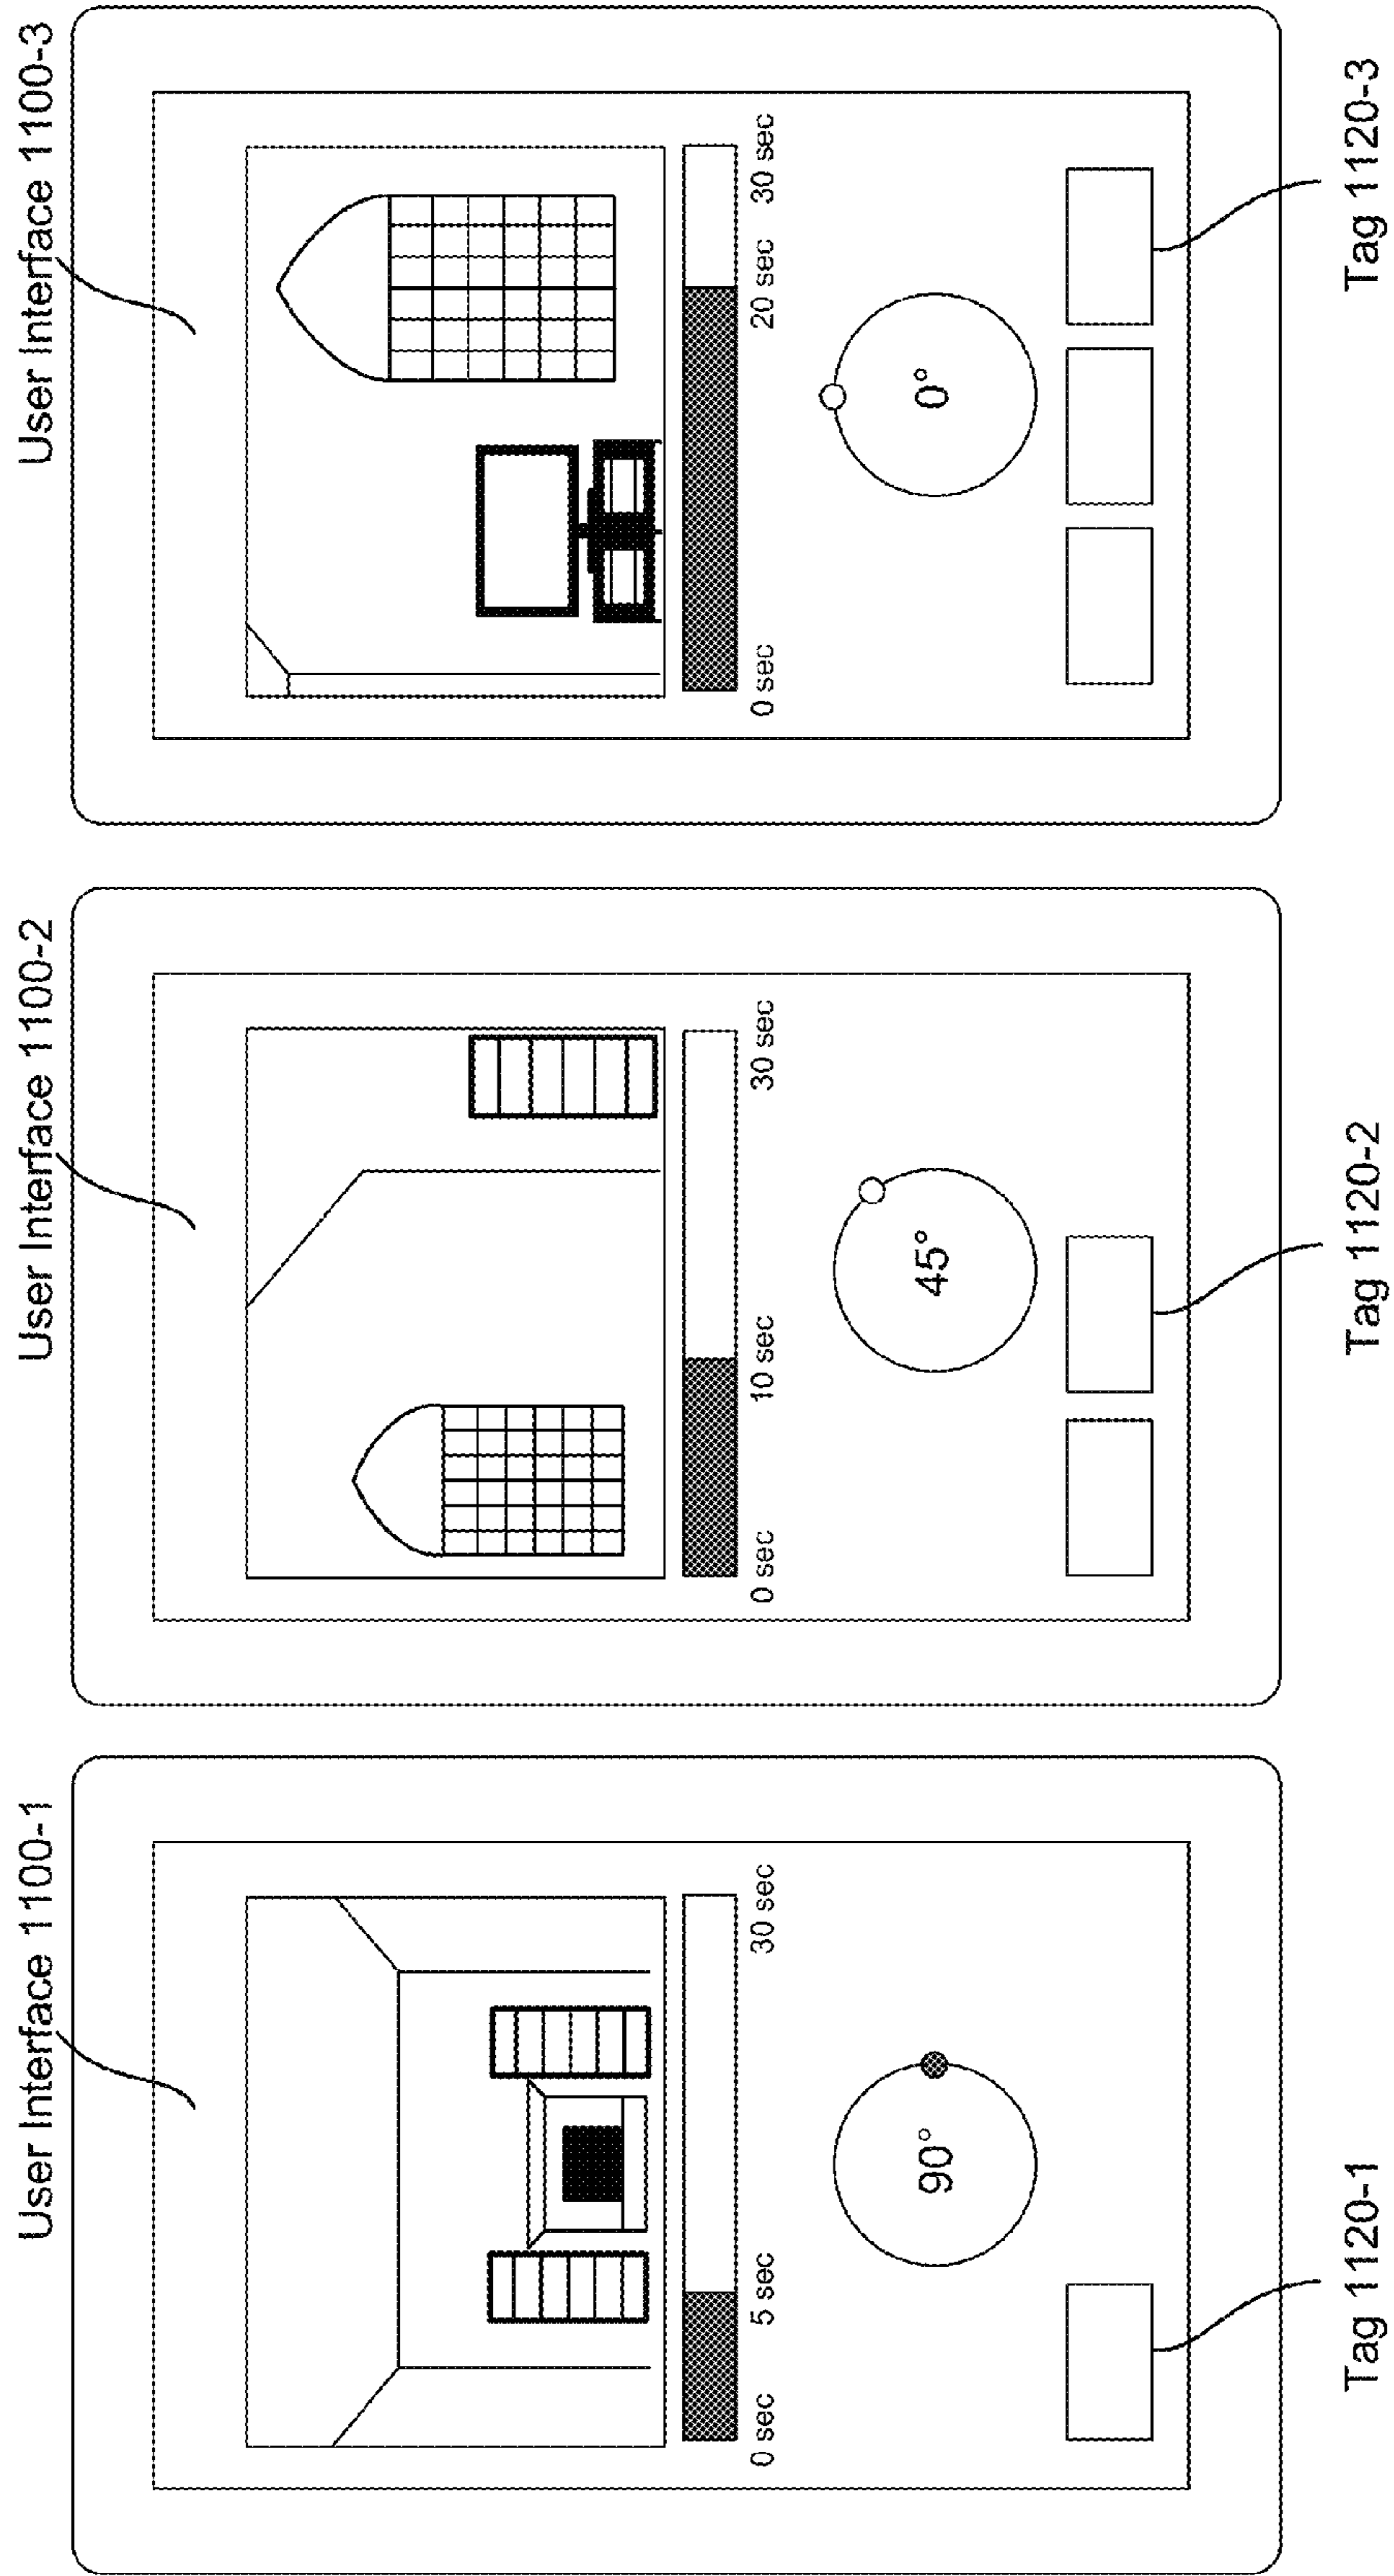 User Interface 1100-1
0 sec
5 sec
30 sec
90°
Tag 1120-1
User Interface 1100-2
0 sec
10 sec
30 sec
45°
Tag 1120-2
User Interface 1100-3
0 sec
20 sec
30 sec
0°
Tag 1120-3